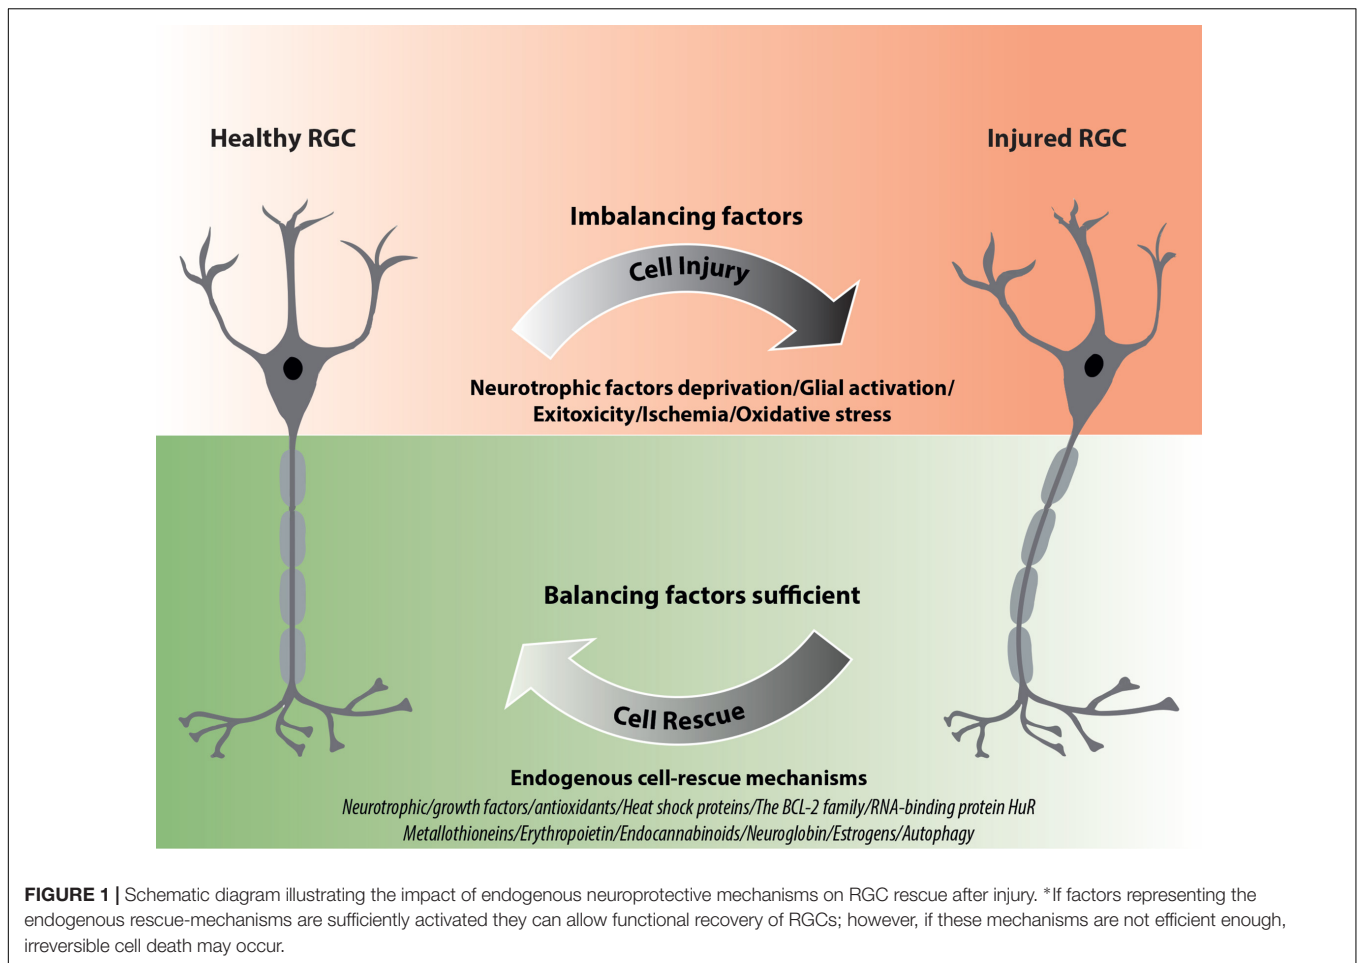 Healthy RGC
Injured RGC
Imbalancing factors
Cell Injury
Neurotrophic factors deprivation/Glial activation/
Exitoxicity/Ischemia/Oxidative stress
Balancing factors sufficient
Cell Rescue
Endogenous cell-rescue mechanisms
Neurotrophic/growth factors/antioxidants/Heat shock proteins/The BCL-2 family/RNA-binding protein HuR
Metallothioneins/Erythropoietin/Endocannabinoids/Neuroglobin/Estrogens/Autophagy
FIGURE 1 | Schematic diagram illustrating the impact of endogenous neuroprotective mechanisms on RGC rescue after injury. *If factors representing the
endogenous rescue-mechanisms are sufficiently activated they can allow functional recovery of RGCs; however, if these mechanisms are not efficient enough,
irreversible cell death may occur.